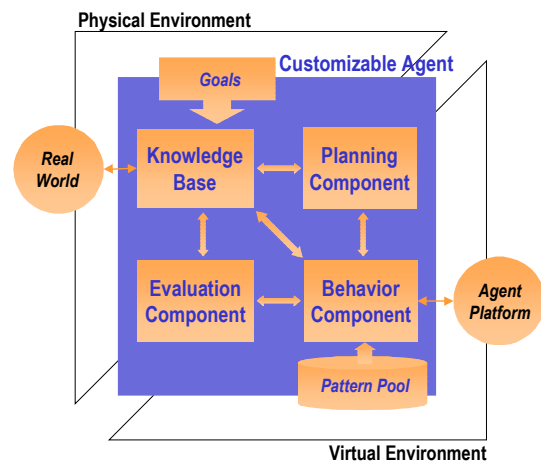 Physical Environment
Customizable Agent
Goals
Real
World
Knowledge
Base
Planning
Component
Evaluation
Component
Behavior
Component
Agent
Platform
Pattern Pool
Virtual Environment